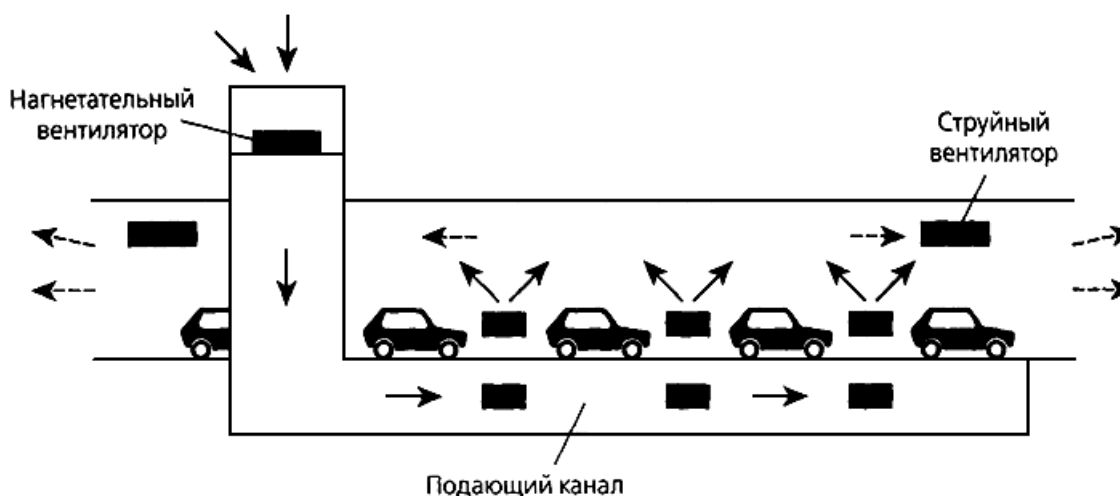 Нагнетательный
вентилятор
Струйный
вентилятор
Подающий канал